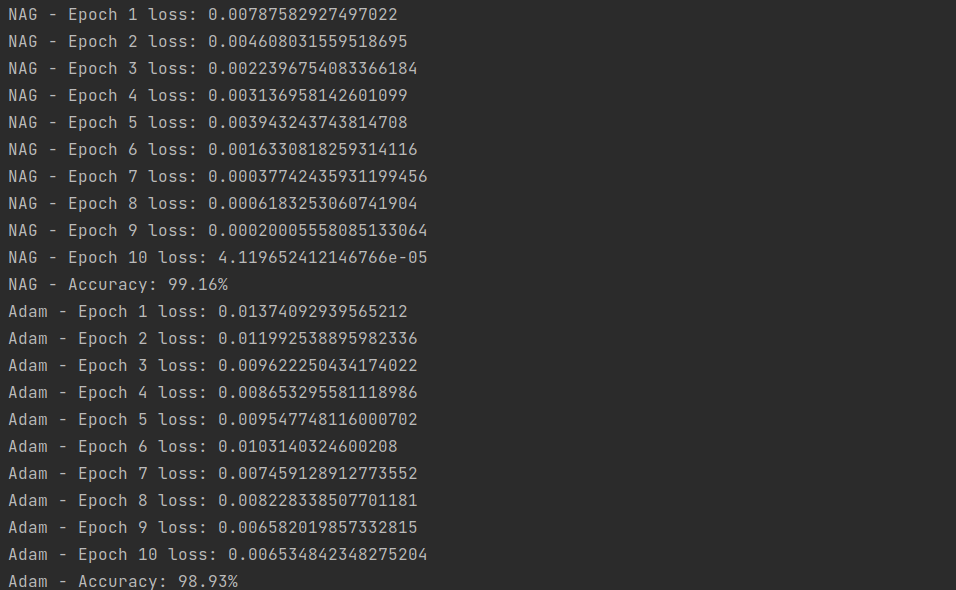 NAG - Epoch 1 loss: 0.00787582927497022
NAG - Epoch 2 loss: 0.004608031559518695
NAG - Epoch 3 loss: 0.0022396754083366184
NAG - Epoch 4 loss: 0.003136958142601099
NAG - Epoch 5 loss: 0.003943243743814708
NAG - Epoch 6 loss: 0.0016330818259314116
NAG - Epoch 7 loss: 0.00037742435931199456
NAG - Epoch 8 loss: 0.0006183253060741904
NAG - Epoch 9 loss: 0.00020005558085133064
NAG - Epoch 10 loss: 4.119652412146766e-05
NAG - Accuracy: 99.16%
Adam - Epoch 1 loss: 0.01374092939565212
Adam - Epoch 2 loss: 0.011992538895982336
Adam - Epoch 3 loss: 0.009622250434174022
Adam - Epoch 4 loss: 0.008653295581118986
Adam - Epoch 5 loss: 0.009547748116000702
Adam - Epoch 6 loss: 0.0103140324600208
Adam - Epoch 7 loss: 0.007459128912773552
Adam - Epoch 8 loss: 0.008228338507701181
Adam - Epoch 9 loss: 0.006582019857332815
Adam - Epoch 10 loss: 0.006534842348275204
Adam - Accuracy: 98.93%